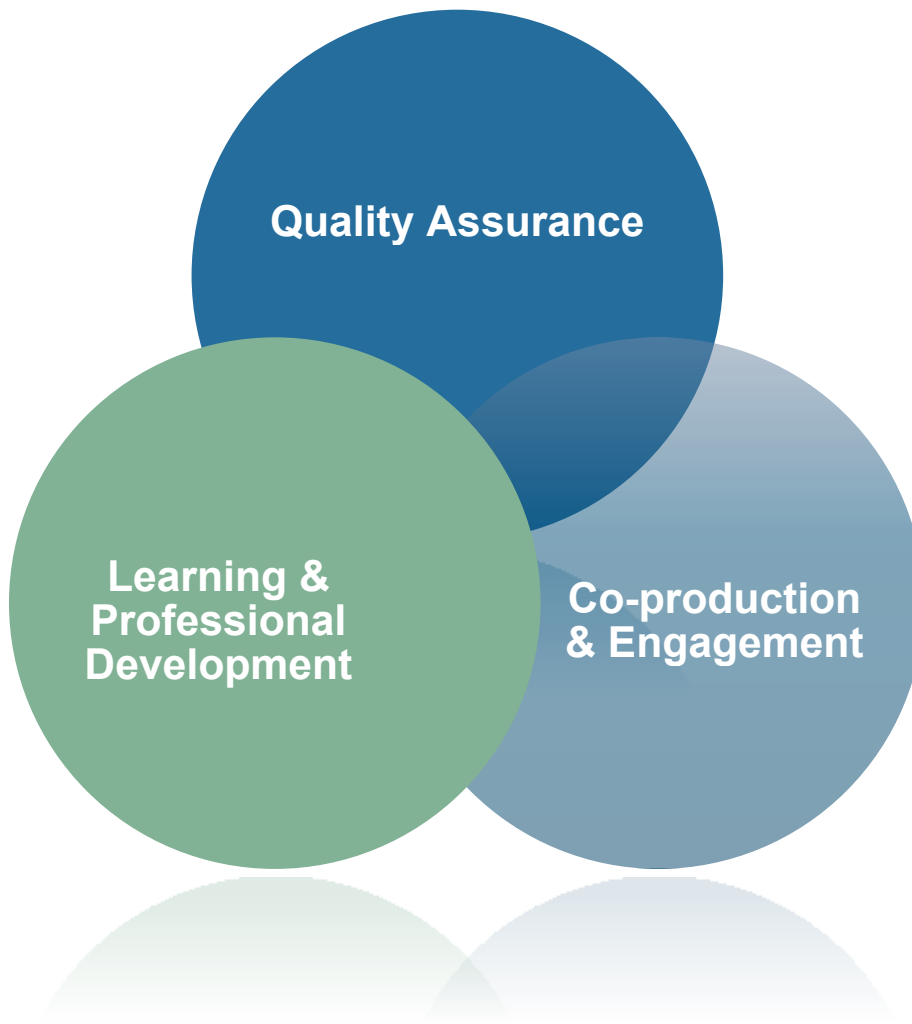 Quality Assurance
Learning &
Professional
Development
Co-production
& Engagement